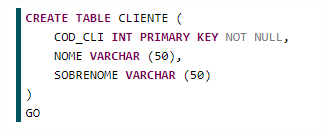 CREATE TABLE CLIENTE (
    COD_CLI INT PRIMARY KEY NOT NULL,
    NOME VARCHAR (50),
    SOBRENOME VARCHAR (50)
)
GO